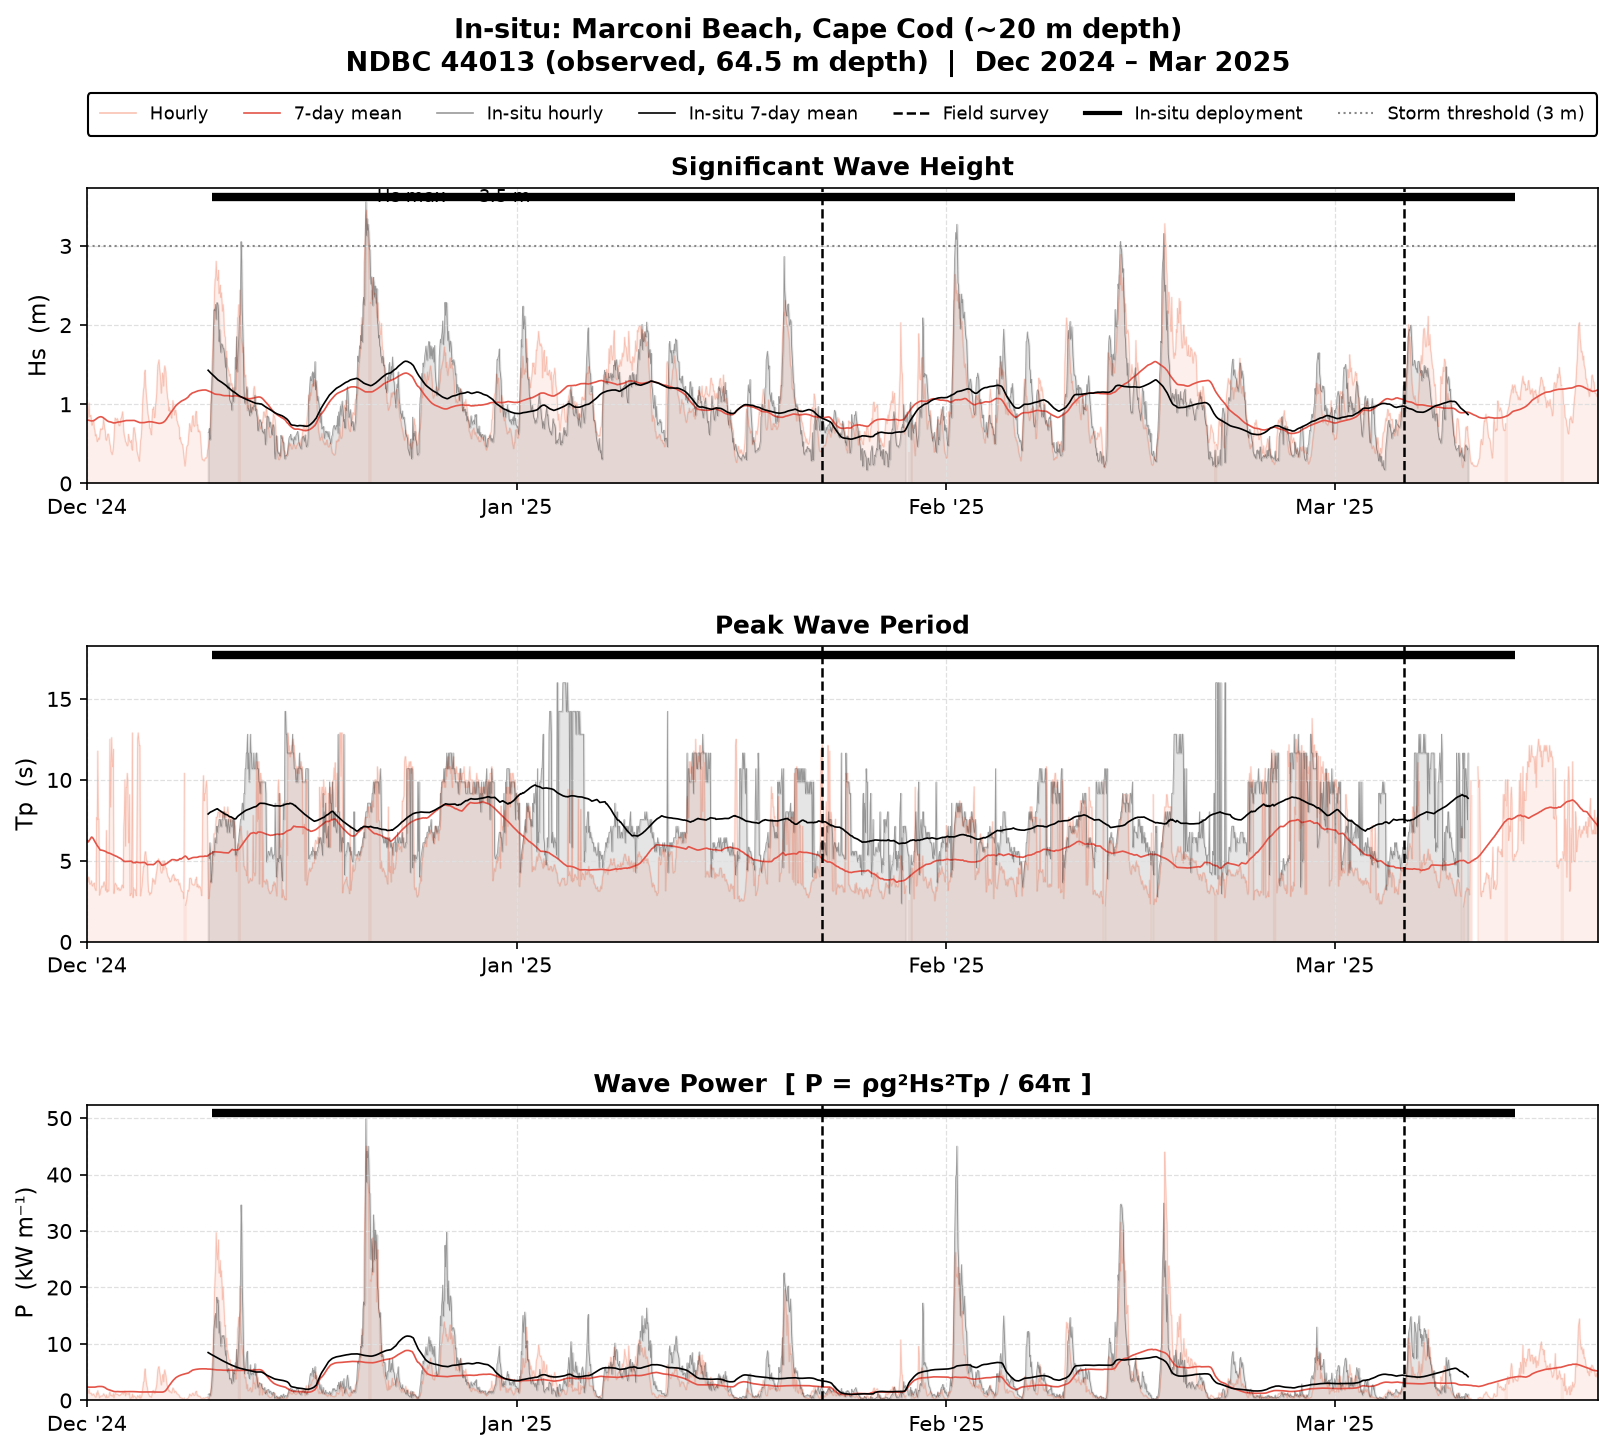 In-situ: Marconi Beach, Cape Cod (~20 m depth)
NDBC 44013 (observed, 64.5 m depth)  |  Dec 2024 – Mar 2025
Hourly  7-day mean  In-situ hourly  In-situ 7-day mean  Field survey  In-situ deployment  Storm threshold (3 m)
Significant Wave Height
Hs max 3.5 m
3
2
1
0
Hs (m)
Dec '24  Jan '25  Feb '25  Mar '25
Peak Wave Period
15
10
5
0
Tp (s)
Dec '24  Jan '25  Feb '25  Mar '25
Wave Power  [ P = ρg²Hs²Tp / 64π ]
50
40
30
20
10
0
P (kW m⁻¹)
Dec '24  Jan '25  Feb '25  Mar '25